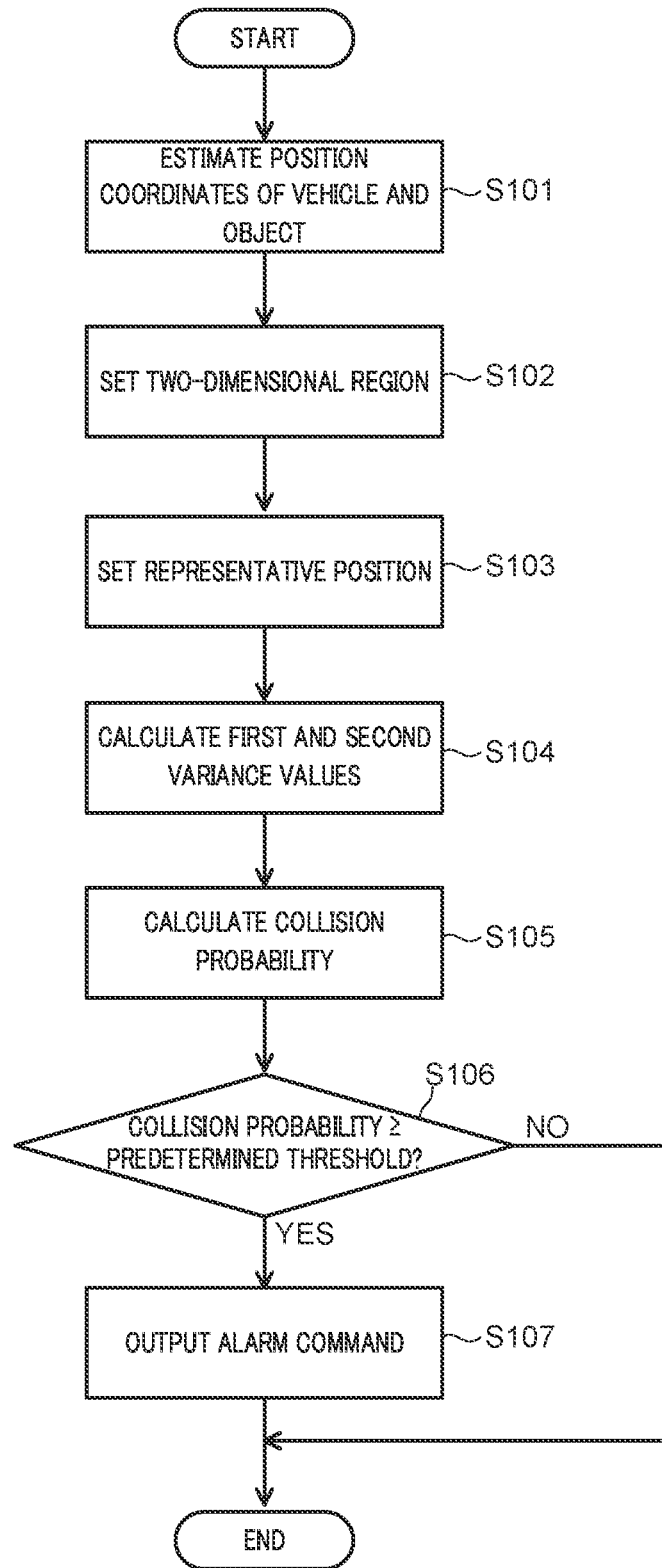 START
ESTIMATE POSITION
COORDINATES OF VEHICLE AND
OBJECT
S101
SET TWO-DIMENSIONAL REGION
S102
SET REPRESENTATIVE POSITION
S103
CALCULATE FIRST AND SECOND
VARIANCE VALUES
S104
CALCULATE COLLISION
PROBABILITY
S105
S106
COLLISION PROBABILITY ≥
PREDETERMINED THRESHOLD?
NO
YES
OUTPUT ALARM COMMAND
S107
END